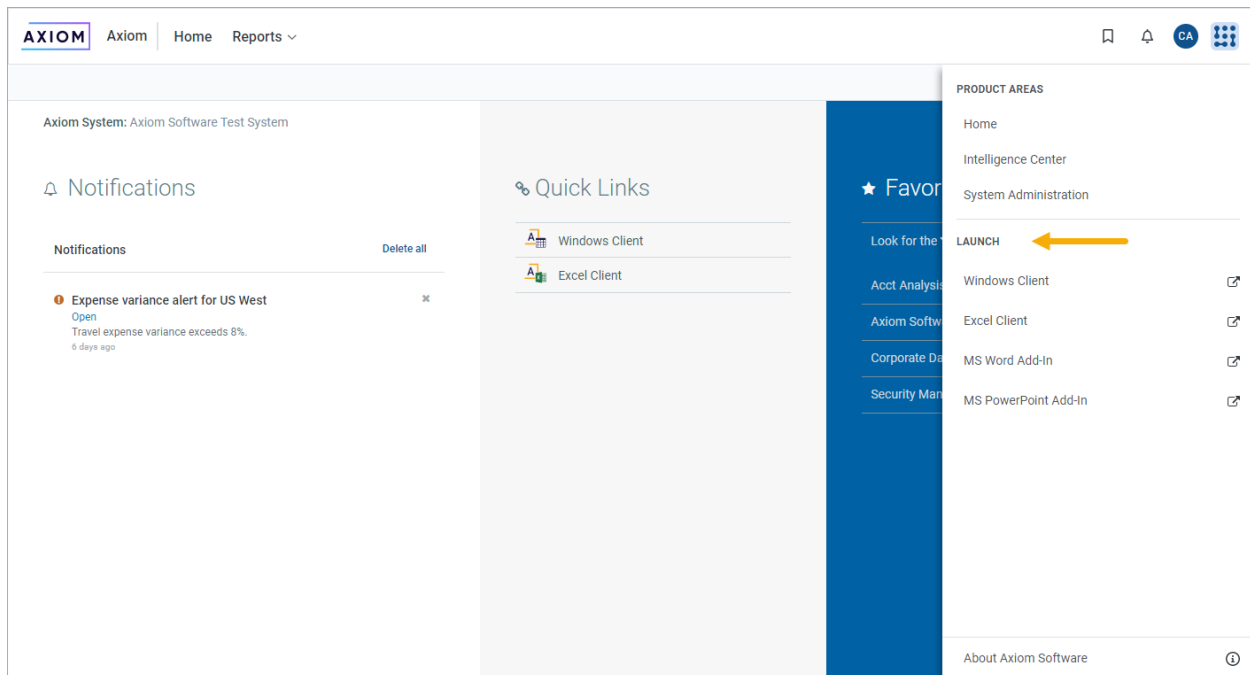 AXIOM Axiom Home Reports CA
Axiom System: Axiom Software Test System
Notifications
Notifications Delete all
Expense variance alert for US West
Open
Travel expense variance exceeds 8%.
6 days ago
Quick Links
A Windows Client
A Excel Client
Favor
Look for the
Acct Analysis
Axiom Softw
Corporate Da
Security Man
PRODUCT AREAS
Home
Intelligence Center
System Administration
LAUNCH
Windows Client
Excel Client
MS Word Add-In
MS PowerPoint Add-In
About Axiom Software